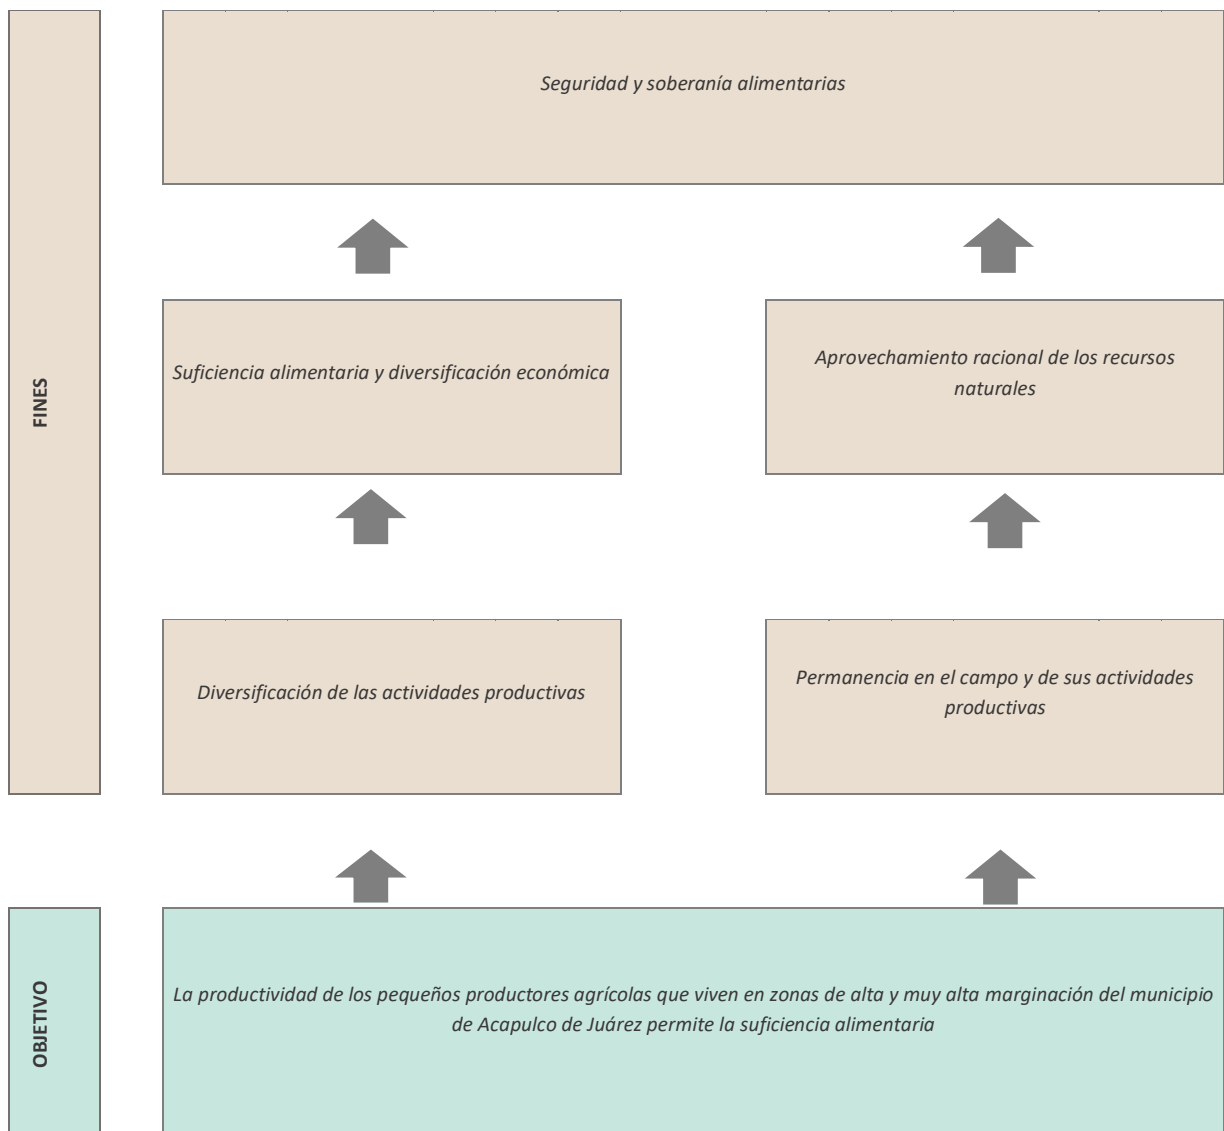 Seguridad y soberanía alimentarias
FINES
Suficiencia alimentaria y diversificación económica
Aprovechamiento racional de los recursos
naturales
Diversificación de las actividades productivas
Permanencia en el campo y de sus actividades
productivas
OBJETIVO
La productividad de los pequeños productores agrícolas que viven en zonas de alta y muy alta marginación del municipio
de Acapulco de Juárez permite la suficiencia alimentaria